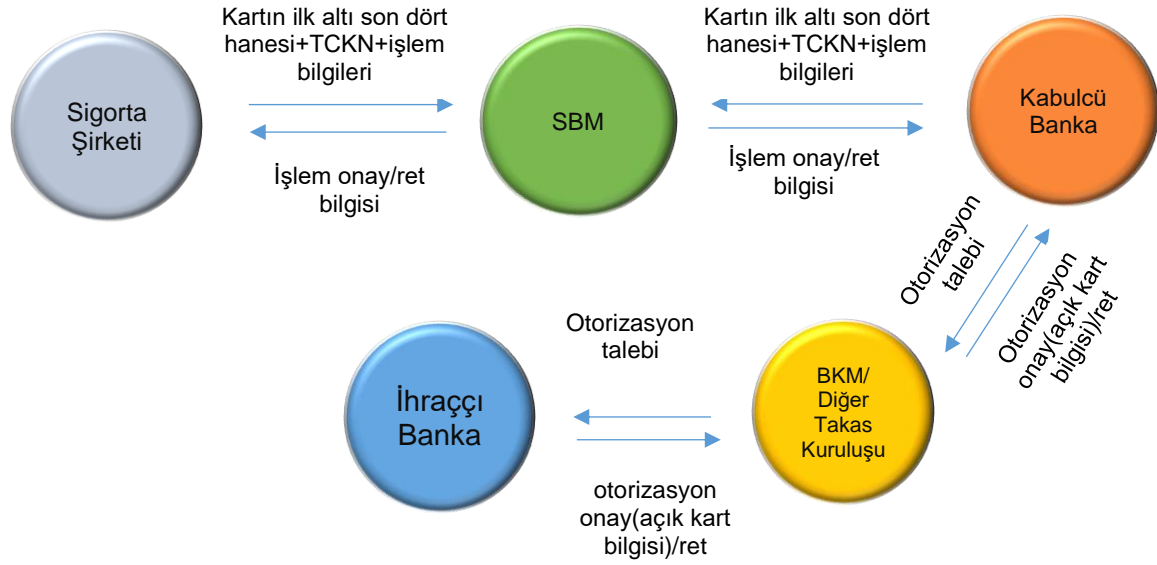 Kartın ilk altı son dört
hanesi+TCKN+işlem
bilgileri
Kartın ilk altı son dört
hanesi+TCKN+işlem
bilgileri
Sigorta
Şirketi
SBM
Kabulcü
Banka
İşlem onay/ret
bilgisi
İşlem onay/ret
bilgisi
Otorizasyon
talebi
Otorizasyon
onay(açık kart
bilgisi)/ret
Otorizasyon
talebi
İhraççı
Banka
BKM/
Diğer
Takas
Kuruluşu
otorizasyon
onay(açık kart
bilgisi)/ret